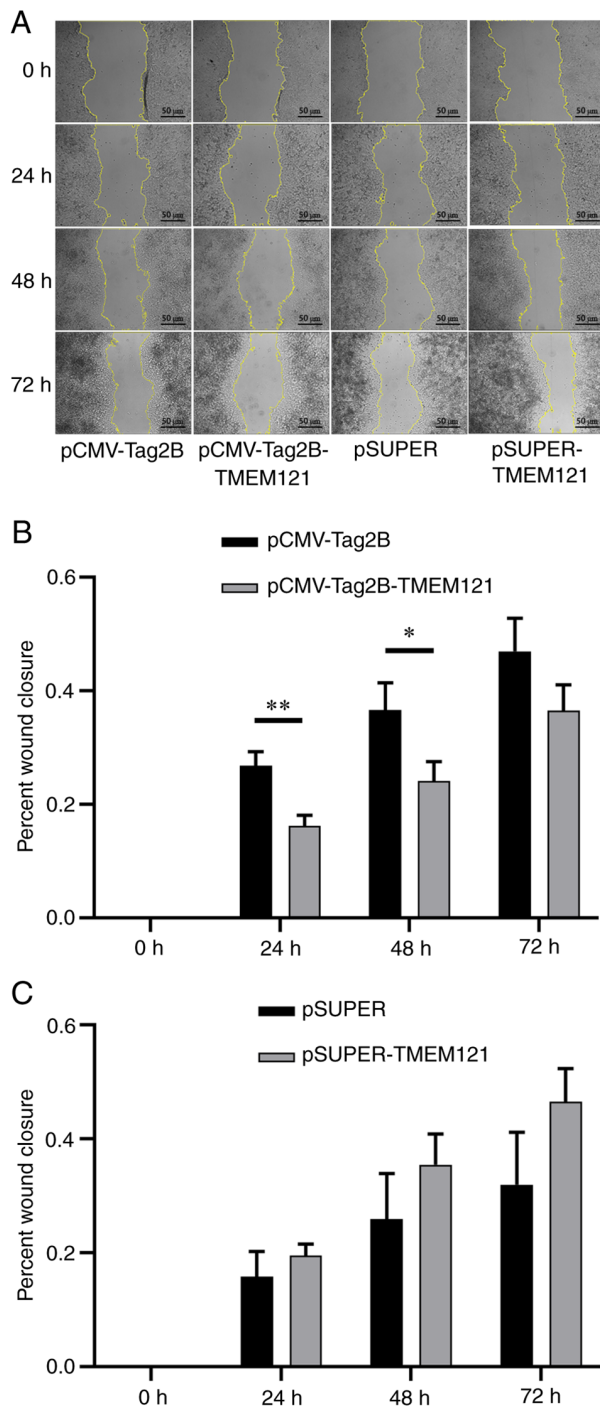 A
0 h
50 μm 50 μm 50 μm 50 μm
24 h
50 μm 50 μm 50 μm 50 μm
48 h
50 μm 50 μm 50 μm 50 μm
72 h
50 μm 50 μm 50 μm 50 μm
pCMV-Tag2B pCMV-Tag2B- pSUPER pSUPER-
TMEM121 TMEM121
B
pCMV-Tag2B
pCMV-Tag2B-TMEM121
Percent wound closure
0.6
0.4
0.2
0.0
** *
0 h 24 h 48 h 72 h
C
pSUPER
pSUPER-TMEM121
Percent wound closure
0.6
0.4
0.2
0.0
0 h 24 h 48 h 72 h